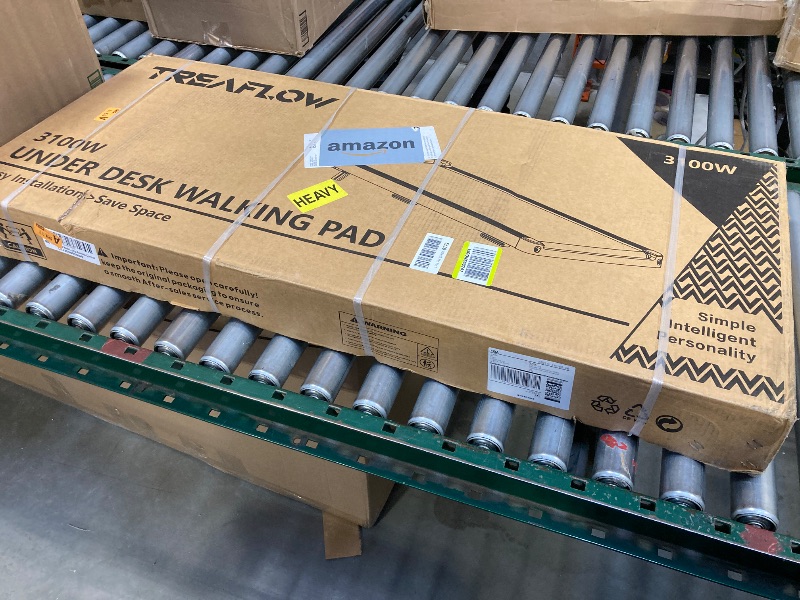 TREAFLOW
3100W
UNDER DESK WALKING PAD
Installation>Save Space
amazon
HEAVY
3100W
Important:Please open carefully!
keep the original packaging to ensure
a smooth After-sales service process.
WARNING
Simple
Intelligent
personality